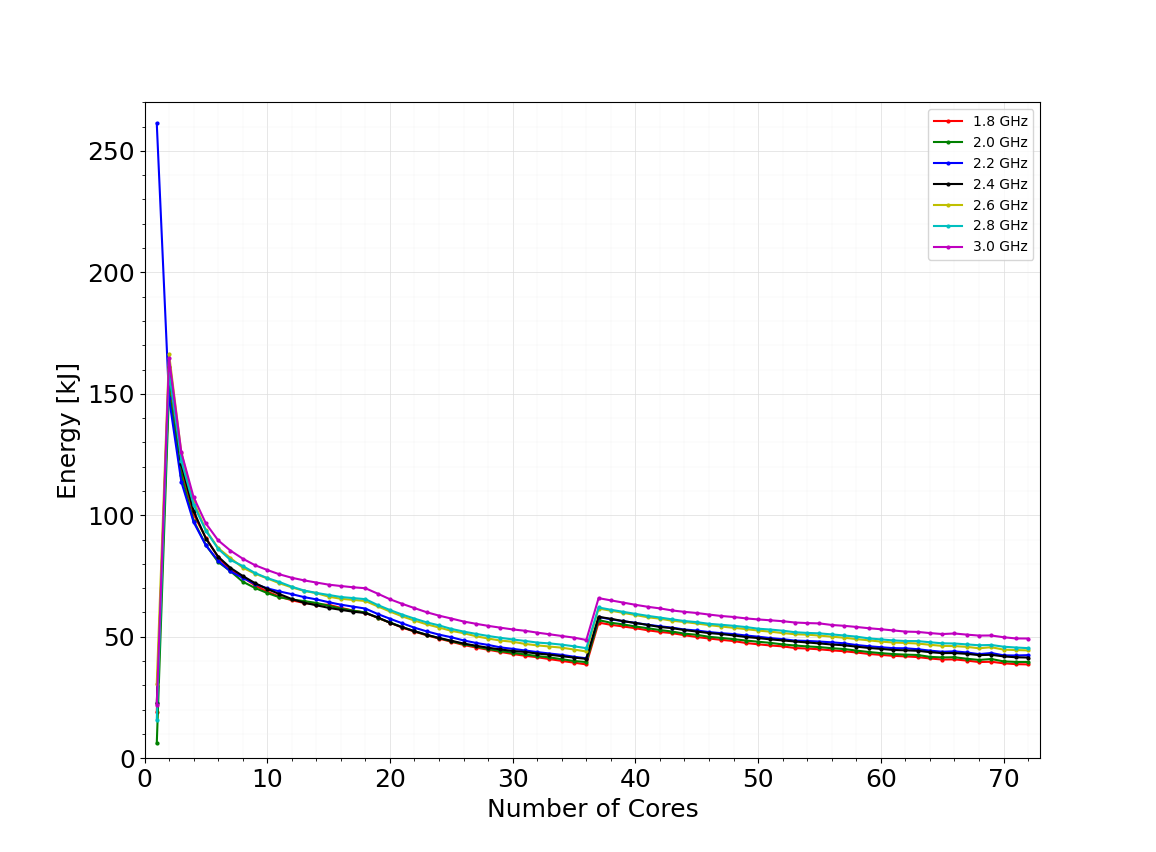 250
200
150
100
50
0
Energy [kJ]
1.8 GHz
2.0 GHz
2.2 GHz
2.4 GHz
2.6 GHz
2.8 GHz
3.0 GHz
0 10 20 30 40 50 60 70
Number of Cores